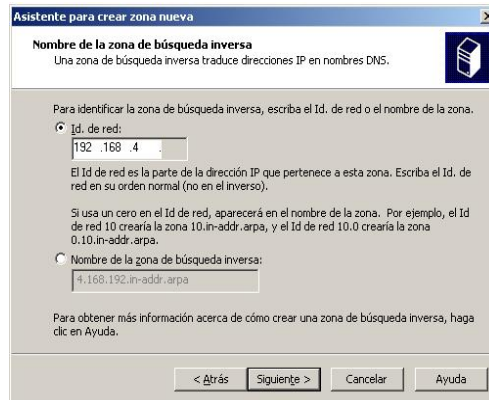 Asistente para crear zona nueva
Nombre de la zona de búsqueda inversa
Una zona de búsqueda inversa traduce direcciones IP en nombres DNS.
Para identificar la zona de búsqueda inversa, escriba el Id. de red o el nombre de la zona.
Id. de red:
192 .168 .4 .
El Id de red es la parte de la dirección IP que pertenece a esta zona. Escriba el Id. de
red en su orden normal (no en el inverso).
Si usa un cero en el Id de red, aparecerá en el nombre de la zona. Por ejemplo, el Id
de red 10 crearía la zona 10.in-addr.arpa, y el Id de red 10.0 crearía la zona
0.10.in-addr.arpa.
Nombre de la zona de búsqueda inversa:
4.168.192.in-addr.arpa
Para obtener más información acerca de cómo crear una zona de búsqueda inversa, haga
clic en Ayuda.
< Atrás Siguiente > Cancelar Ayuda